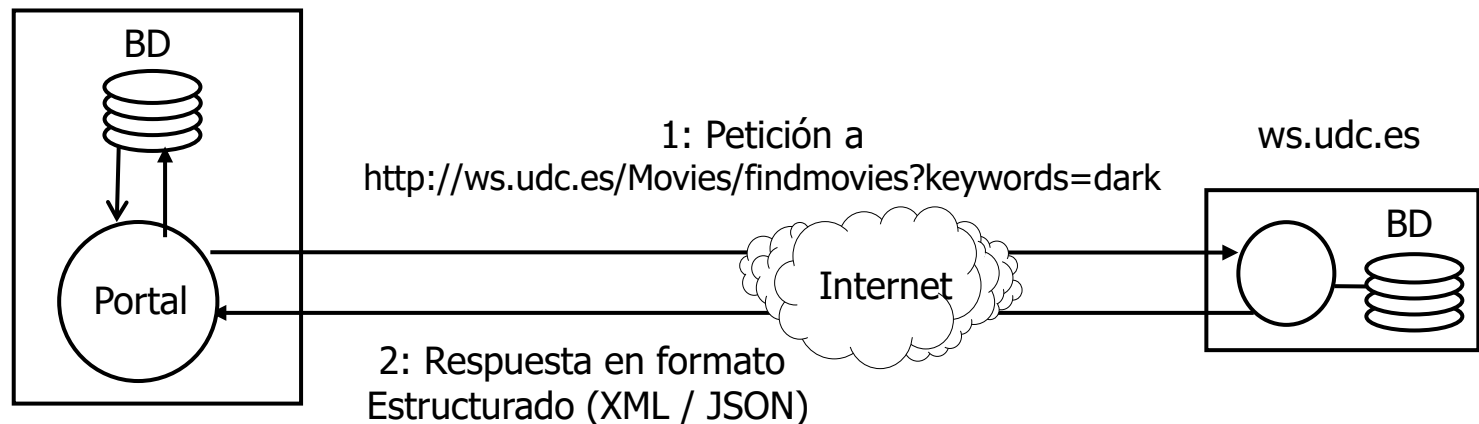 BD
1: Petición a
http://ws.udc.es/Movies/findmovies?keywords=dark
ws.udc.es
BD
Portal
Internet
2: Respuesta en formato
Estructurado (XML / JSON)